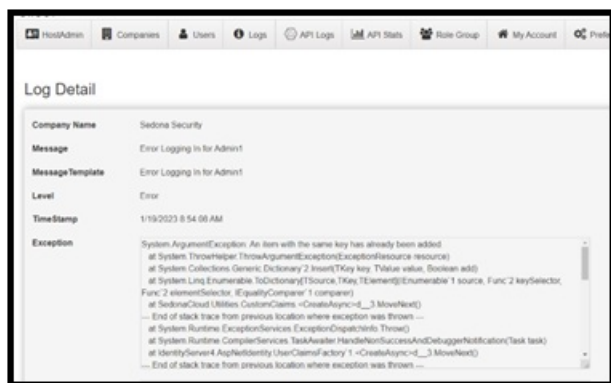 HostAdmin Companies Users Logs API Logs API Stats Role Group My Account Prefe
Log Detail
Company Name Sedona Security
Message Error Logging In for Admin1
MessageTemplate Error Logging In for Admin1
Level Error
TimeStamp 1/19/2023 8:54:08 AM
Exception System.ArgumentException: An item with the same key has already been added.
at System.ThrowHelper.ThrowArgumentException(ExceptionResource resource)
at System.Collections.Generic.Dictionary`2.Insert(TKey key, TValue value, Boolean add)
at System.Linq.Enumerable.ToDictionary[TSource,TKey,TElement](IEnumerable`1 source, Func`2 keySelector,
Func`2 elementSelector, IEqualityComparer`1 comparer)
at SedonaCloud.Utilities.CustomClaims.<CreateAsync>d__3.MoveNext()
--- End of stack trace from previous location where exception was thrown ---
at System.Runtime.ExceptionServices.ExceptionDispatchInfo.Throw()
at System.Runtime.CompilerServices.TaskAwaiter.HandleNonSuccessAndDebuggerNotification(Task task)
at IdentityServer4.AspNetIdentity.UserClaimsFactory`1.<CreateAsync>d__3.MoveNext()
--- End of stack trace from previous location where exception was thrown ---